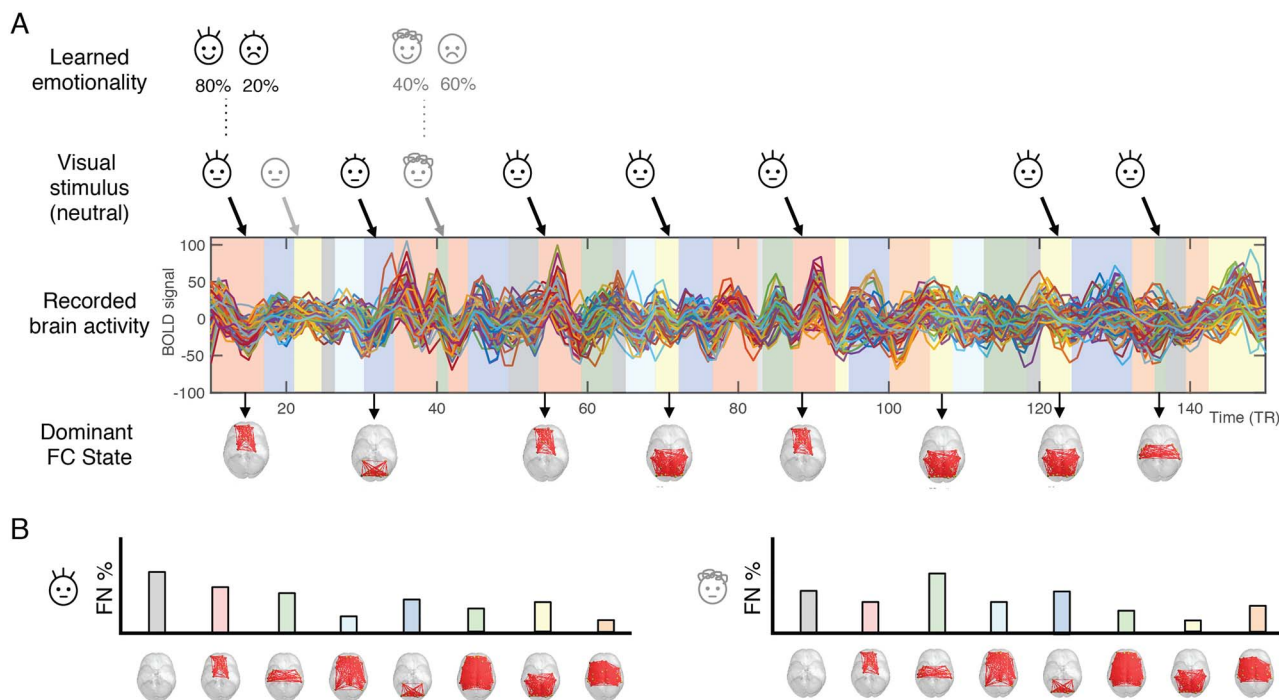 A
Learned
emotionality
80% 20%
40% 60%
Visual
stimulus
(neutral)
Recorded
brain activity
BOLD signal
100
50
0
-50
-100
20 40 60 80 100 120 140 Time (TR)
Dominant
FC State
B
FN %
FN %